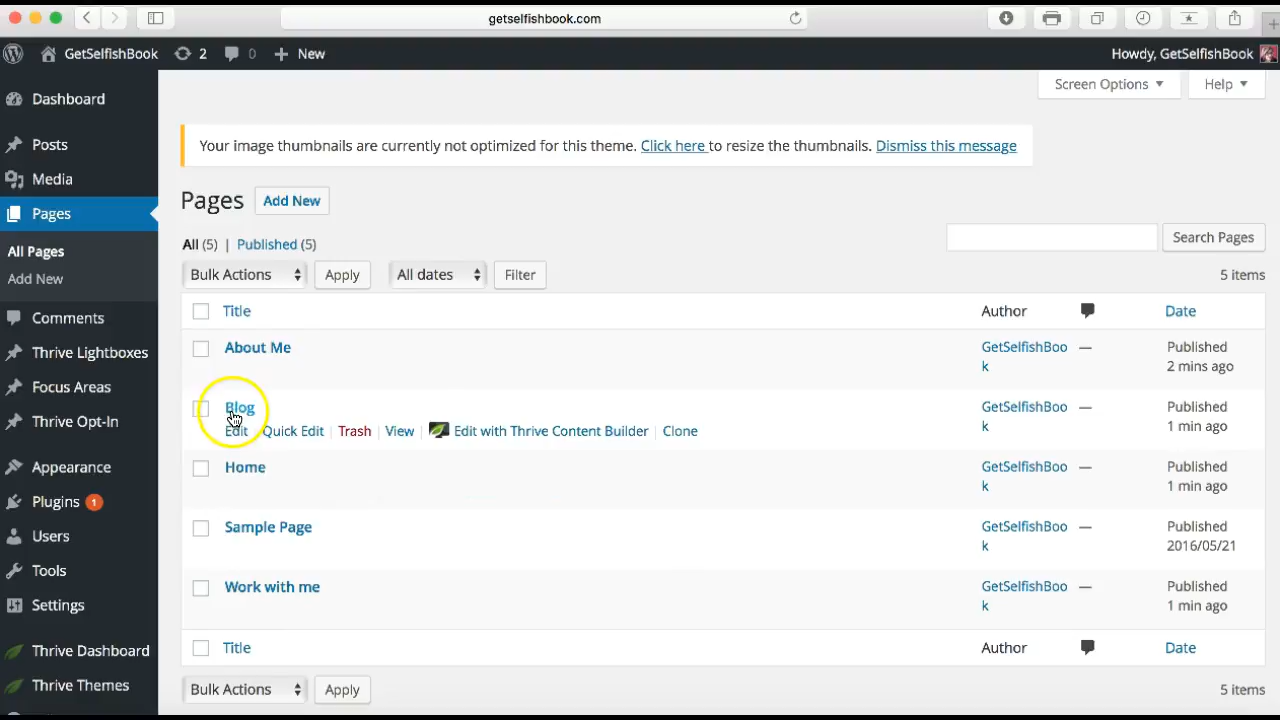 getselfishbook.com
GetSelfishBook 2 0 + New Howdy, GetSelfishBook
Screen Options Help
Dashboard
Posts
Media
Pages
All Pages
Add New
Comments
Thrive Lightboxes
Focus Areas
Thrive Opt-In
Appearance
Plugins 1
Users
Tools
Settings
Thrive Dashboard
Thrive Themes
Your image thumbnails are currently not optimized for this theme. Click here to resize the thumbnails. Dismiss this message
Pages Add New
All (5) | Published (5)
Search Pages
Bulk Actions Apply All dates Filter 5 items
Title Author Date
About Me GetSelfishBoo — Published
k 2 mins ago
Blog GetSelfishBoo — Published
Edit Quick Edit Trash | View | Edit with Thrive Content Builder | Clone k 1 min ago
Home GetSelfishBoo — Published
k 1 min ago
Sample Page GetSelfishBoo — Published
k 2016/05/21
Work with me GetSelfishBoo — Published
k 1 min ago
Title Author Date
Bulk Actions Apply 5 items